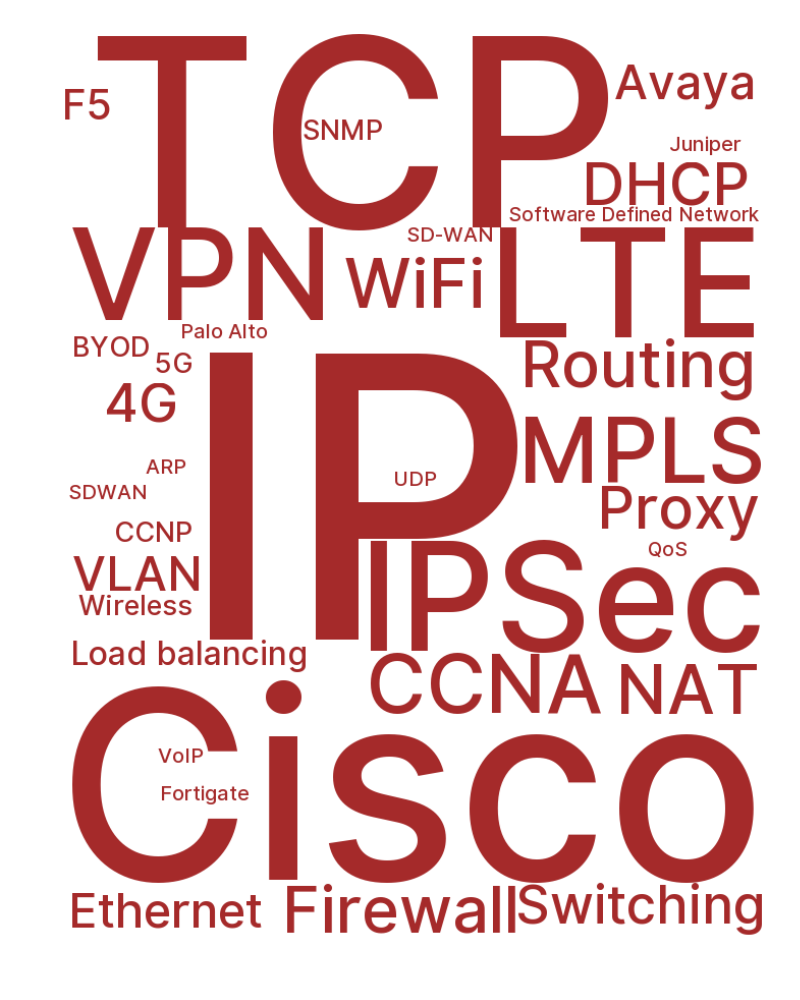 TCP
Avaya
F5
SNMP
Juniper
DHCP
Software Defined Network
VPN
SD-WAN
WiFi
LTE
Palo Alto
BYOD
5G
Routing
4G
IP
MPLS
ARP
UDP
SDWAN
Proxy
CCNP
QoS
VLAN
IPSec
Wireless
Load balancing
CCNA
NAT
Cisco
VoIP
Fortigate
Ethernet
Firewall
Switching